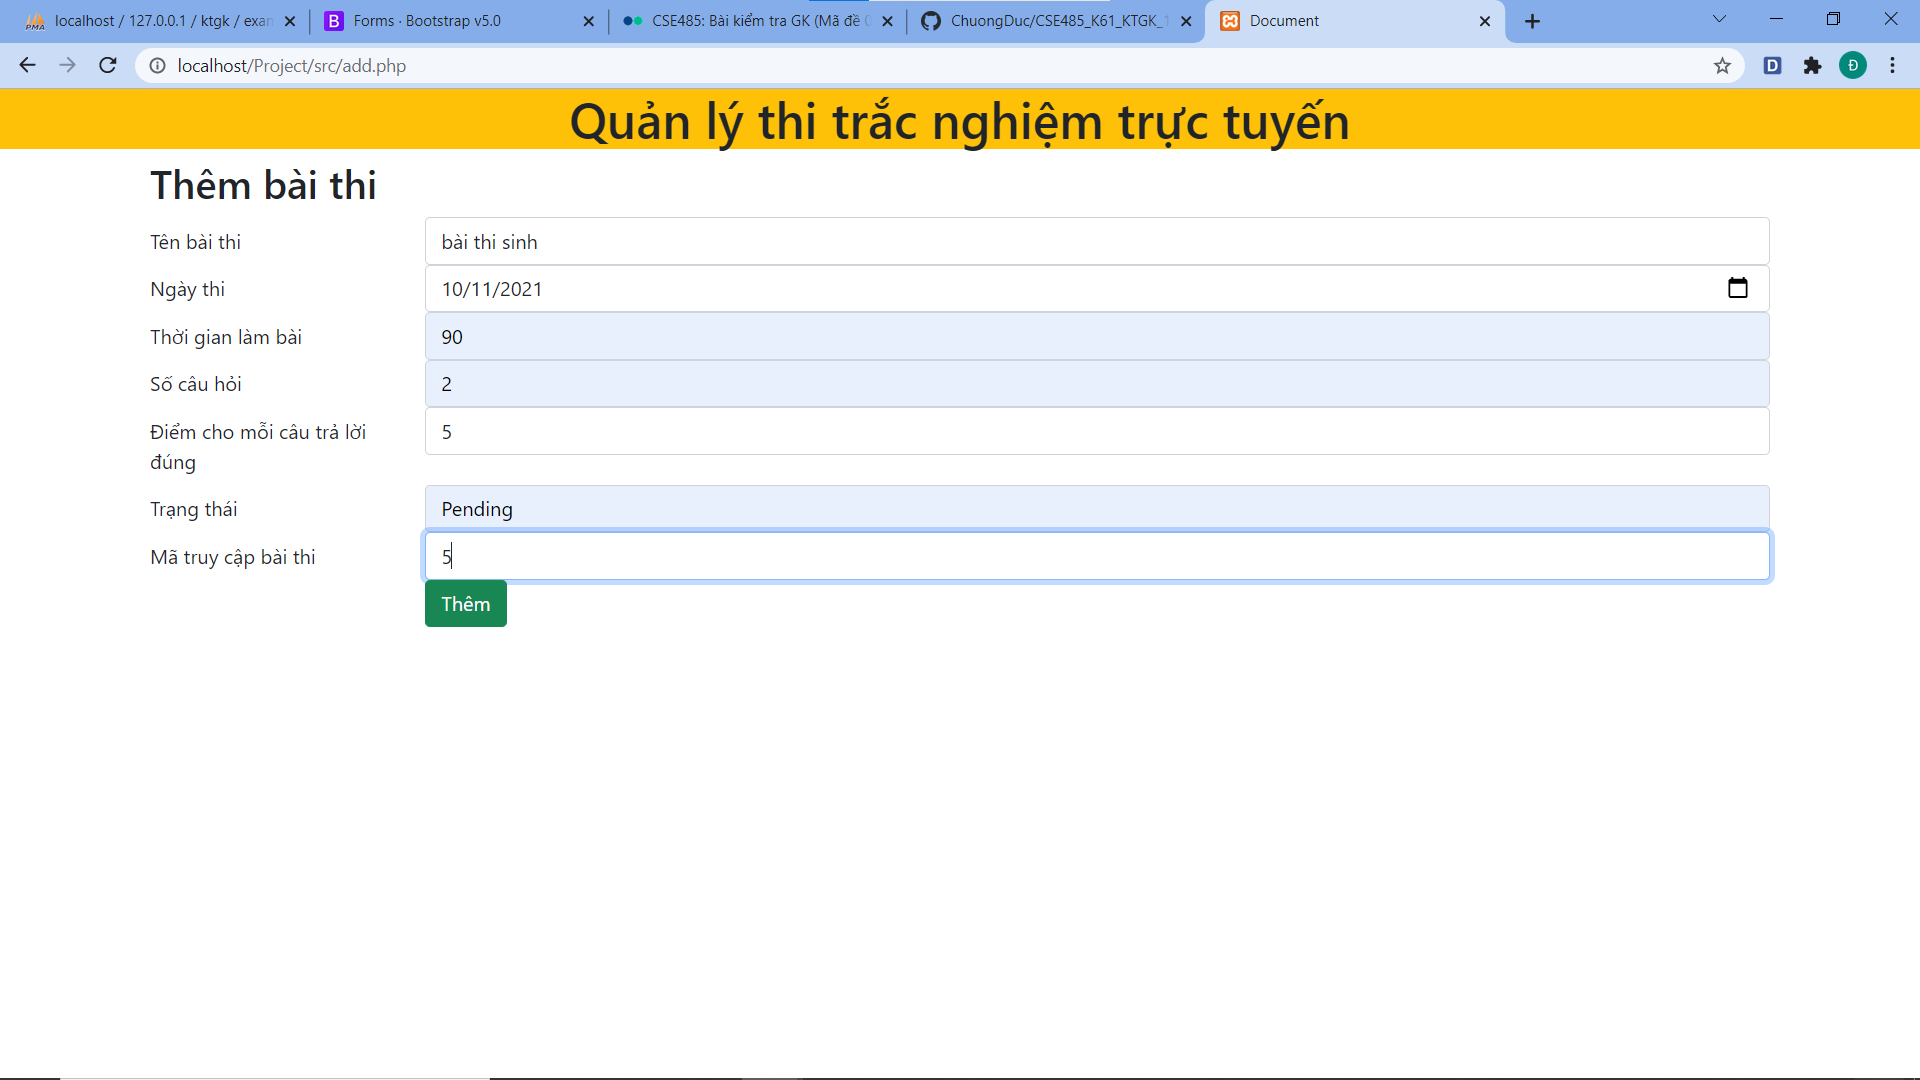 localhost / 127.0.0.1 / ktgk / exan
Forms · Bootstrap v5.0
CSE485: Bài kiểm tra GK (Mã đề 0
ChuongDuc/CSE485_K61_KTGK_1
Document
localhost/Project/src/add.php
D
Đ
Quản lý thi trắc nghiệm trực tuyến
Thêm bài thi
Tên bài thi bài thi sinh
Ngày thi 10/11/2021
Thời gian làm bài 90
Số câu hỏi 2
Điểm cho mỗi câu trả lời 5
đúng
Trạng thái Pending
Mã truy cập bài thi 5
Thêm